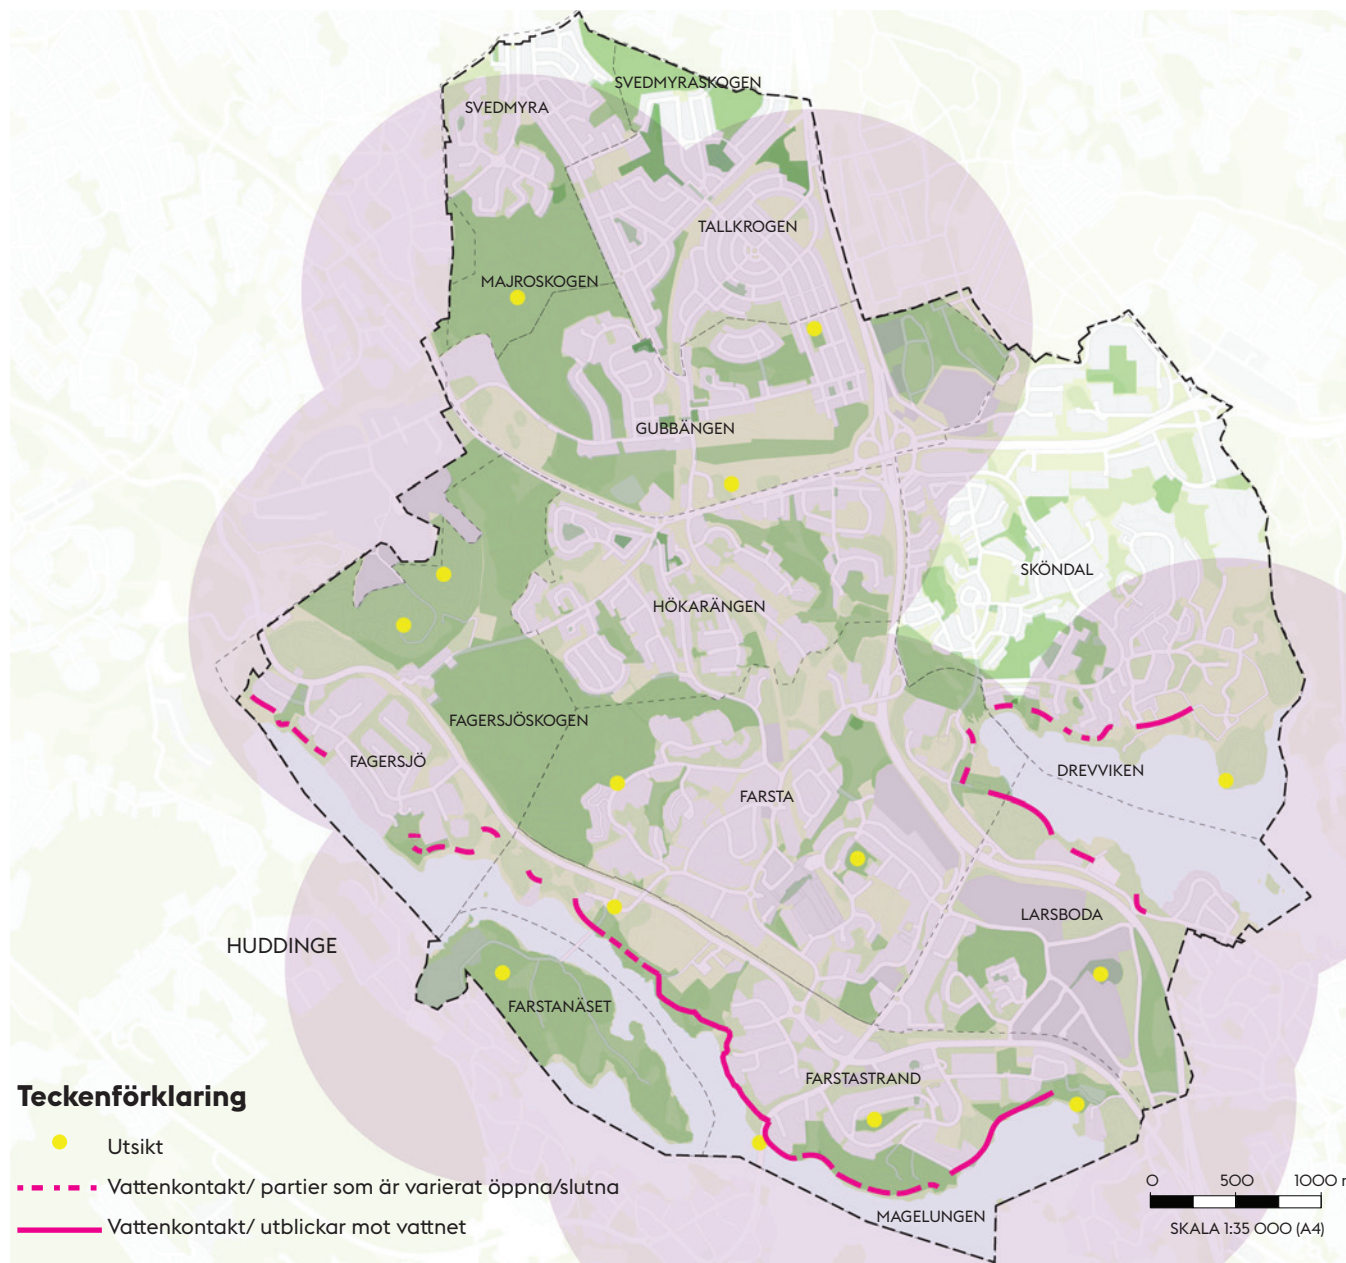 SVEDMYRASKOGEN
SVEDMYRA
TALLKROGEN
MAJROSKOGEN
GUBBÄNGEN
SKÖNDAL
HÖKARÄNGEN
FAGERSJÖSKOGEN
FAGERSJÖ
DREVVIKEN
FARSTA
LARSBODA
HUDDINGE
FARSTANÄSET
FARSTASTRAND
MAGELUNGEN
Teckenförklaring
Utsikt
Vattenkontakt/ partier som är varierat öppna/slutna
Vattenkontakt/ utblickar mot vattnet
0 500 1000 m
SKALA 1:35 000 (A4)